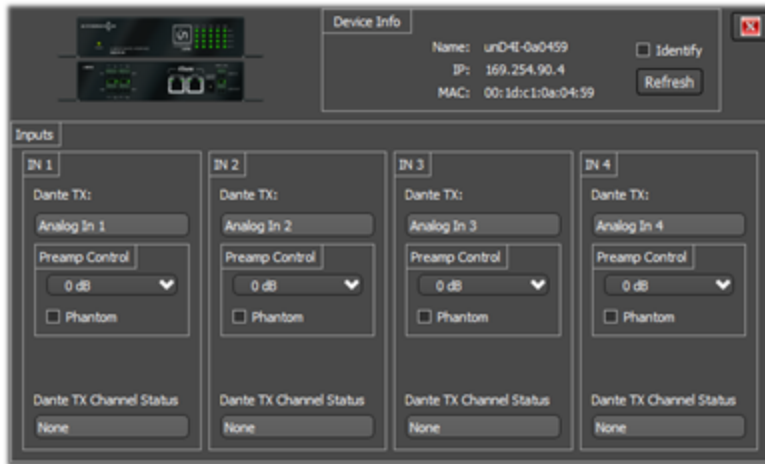 Device Info
Name: unD4I-0a0459
IP: 169.254.90.4
MAC: 00:1d:c1:0a:04:59
Identify
Refresh
Inputs
IN 1
Dante TX:
Analog In 1
Preamp Control
0 dB
Phantom
Dante TX Channel Status
None
IN 2
Dante TX:
Analog In 2
Preamp Control
0 dB
Phantom
Dante TX Channel Status
None
IN 3
Dante TX:
Analog In 3
Preamp Control
0 dB
Phantom
Dante TX Channel Status
None
IN 4
Dante TX:
Analog In 4
Preamp Control
0 dB
Phantom
Dante TX Channel Status
None